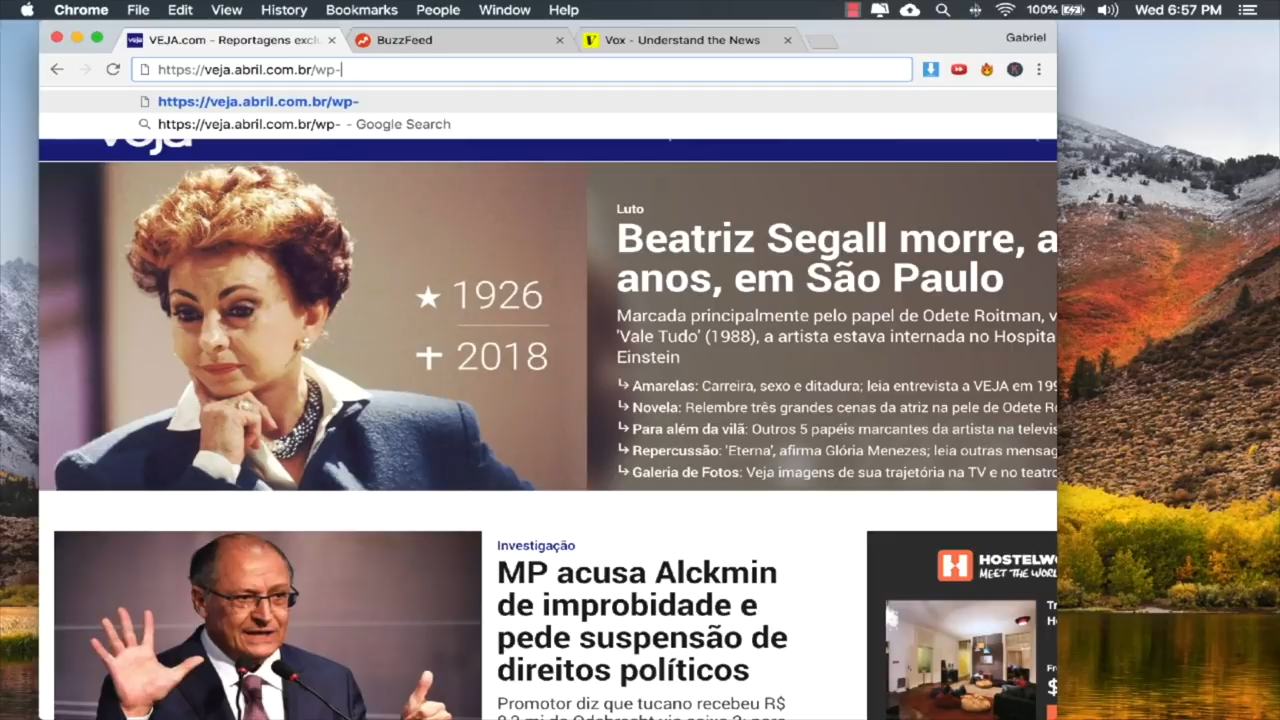 Chrome File Edit View History Bookmarks People Window Help 100% Wed 6:57 PM
VEJA.com – Reportagens exclu BuzzFeed Vox - Understand the News Gabriel
https://veja.abril.com.br/wp-
https://veja.abril.com.br/wp-
https://veja.abril.com.br/wp- - Google Search
veja
1926
2018
Luto
Beatriz Segall morre, a
anos, em São Paulo
Marcada principalmente pelo papel de Odete Roitman, v
'Vale Tudo' (1988), a artista estava internada no Hospita
Einstein
Amarelas: Carreira, sexo e ditadura; leia entrevista a VEJA em 199
Novela: Relembre três grandes cenas da atriz na pele de Odete Ro
Para além da vilã: Outros 5 papéis marcantes da artista na televis
Repercussão: 'Eterna', afirma Glória Menezes; leia outras mensag
Galeria de Fotos: Veja imagens de sua trajetória na TV e no teatro
Investigação
MP acusa Alckmin
de improbidade e
pede suspensão de
direitos políticos
Promotor diz que tucano recebeu R$
HOSTELW
MEET THE WORL
Tr
Ho
Fro
$